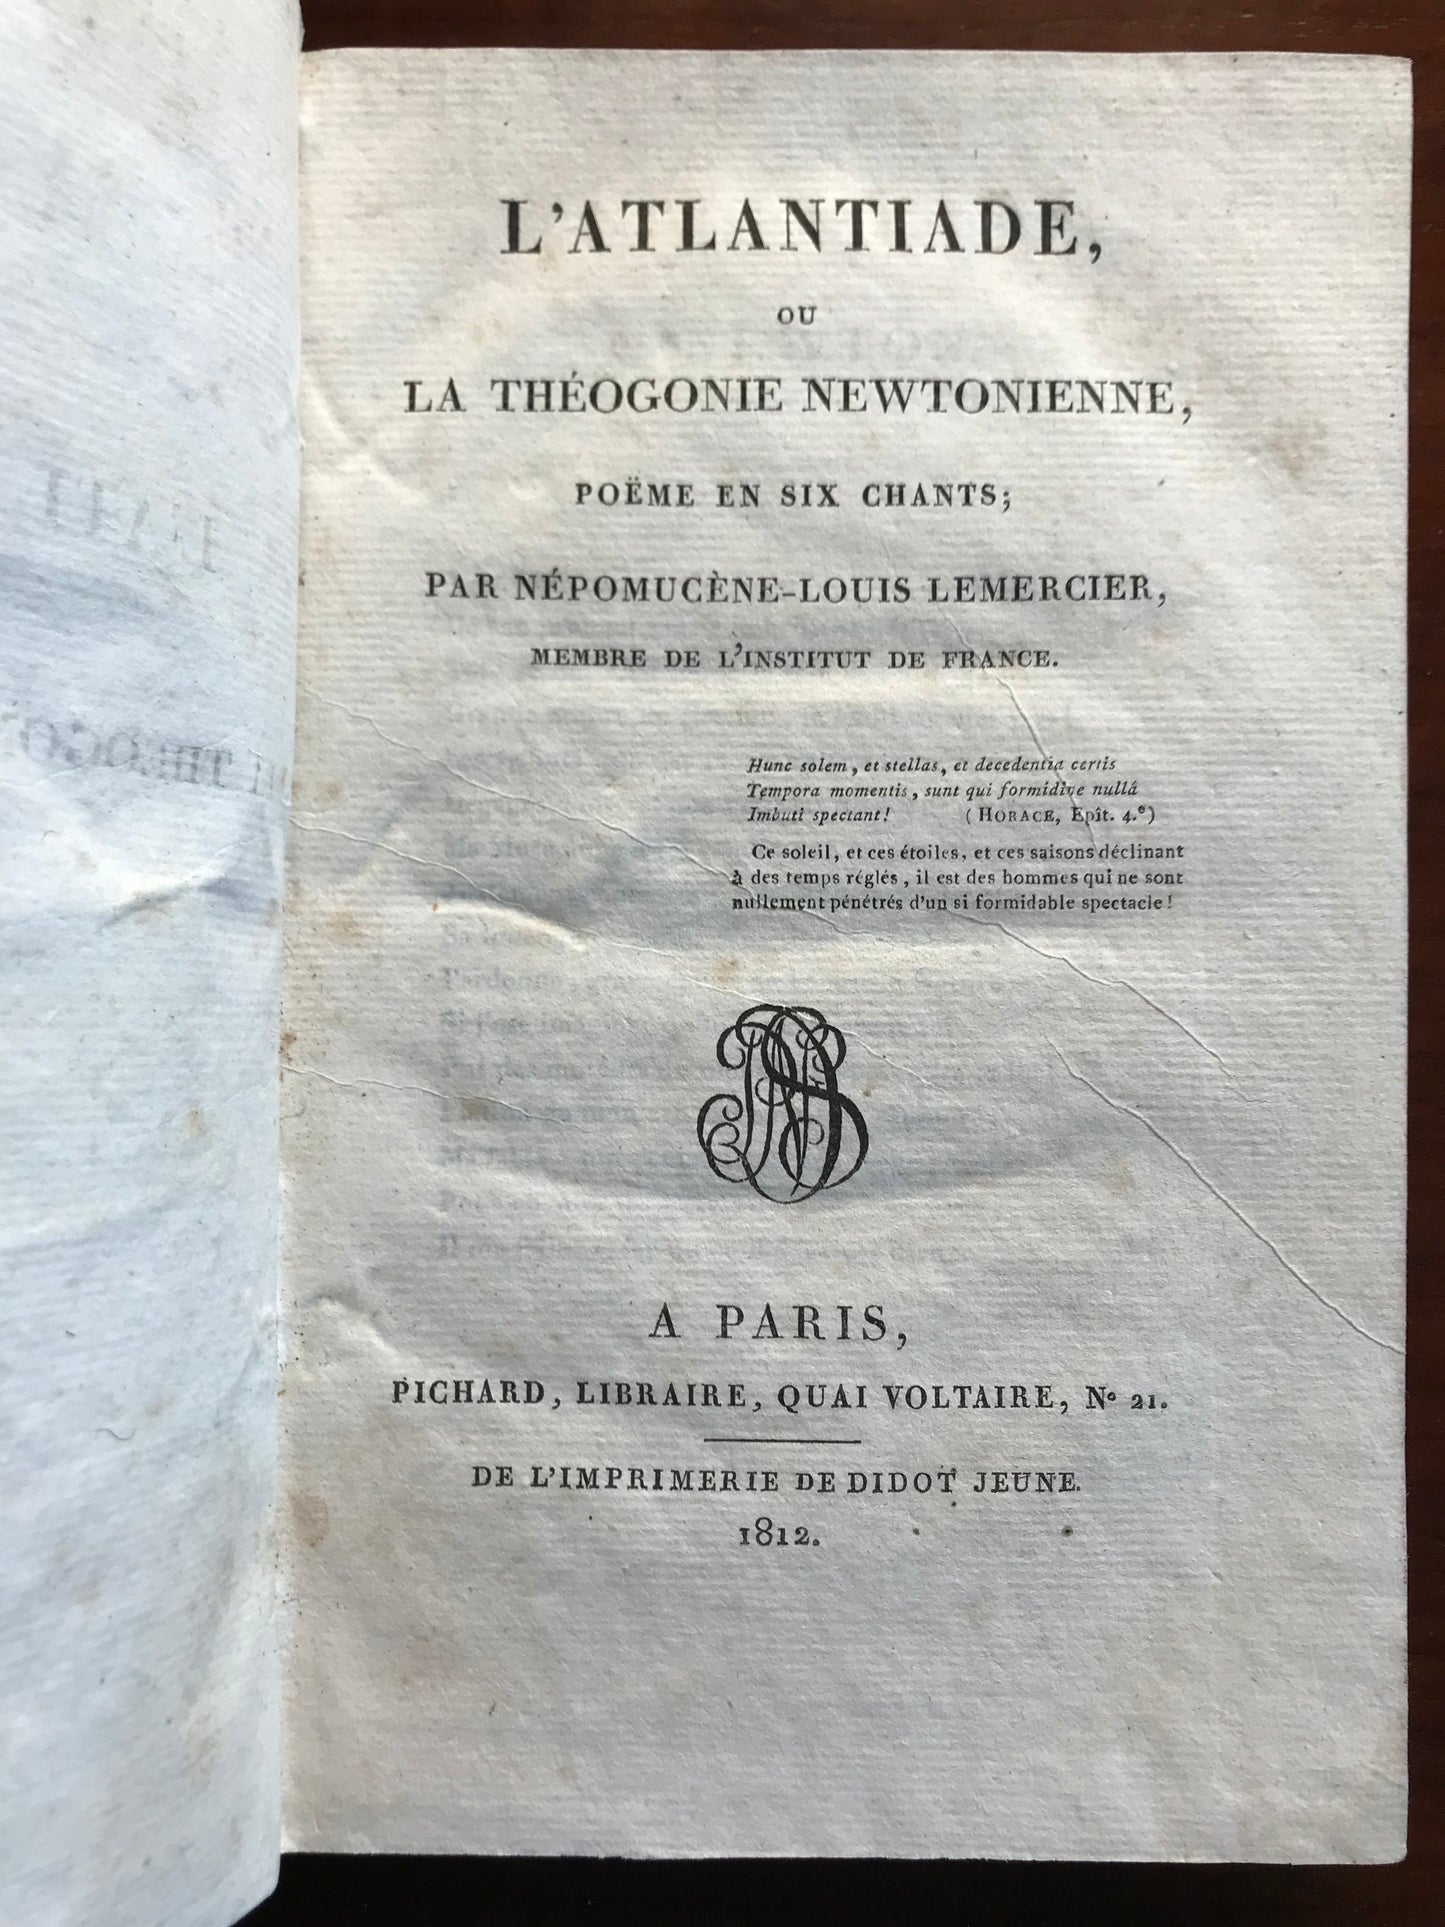 L'ATLANTIADE,
OU
LA THÉOGONIE NEWTONIENNE,
POËME EN SIX CHANTS;
PAR NÉPOMUCÈNE-LOUIS LEMERCIER,
MEMBRE DE L'INSTITUT DE FRANCE.
Hunc solem, et stellas, et decedentia certis
Tempora momentis, sunt qui formidine nullâ
Imbuti spectant! (HORACE, Epît. 4.e)
Ce soleil, et ces étoiles, et ces saisons déclinant
à des temps réglés, il est des hommes qui ne sont
nullement pénétrés d'un si formidable spectacle!
A PARIS,
PICHARD, LIBRAIRE, QUAI VOLTAIRE, N° 21.
DE L'IMPRIMERIE DE DIDOT JEUNE.
1812.